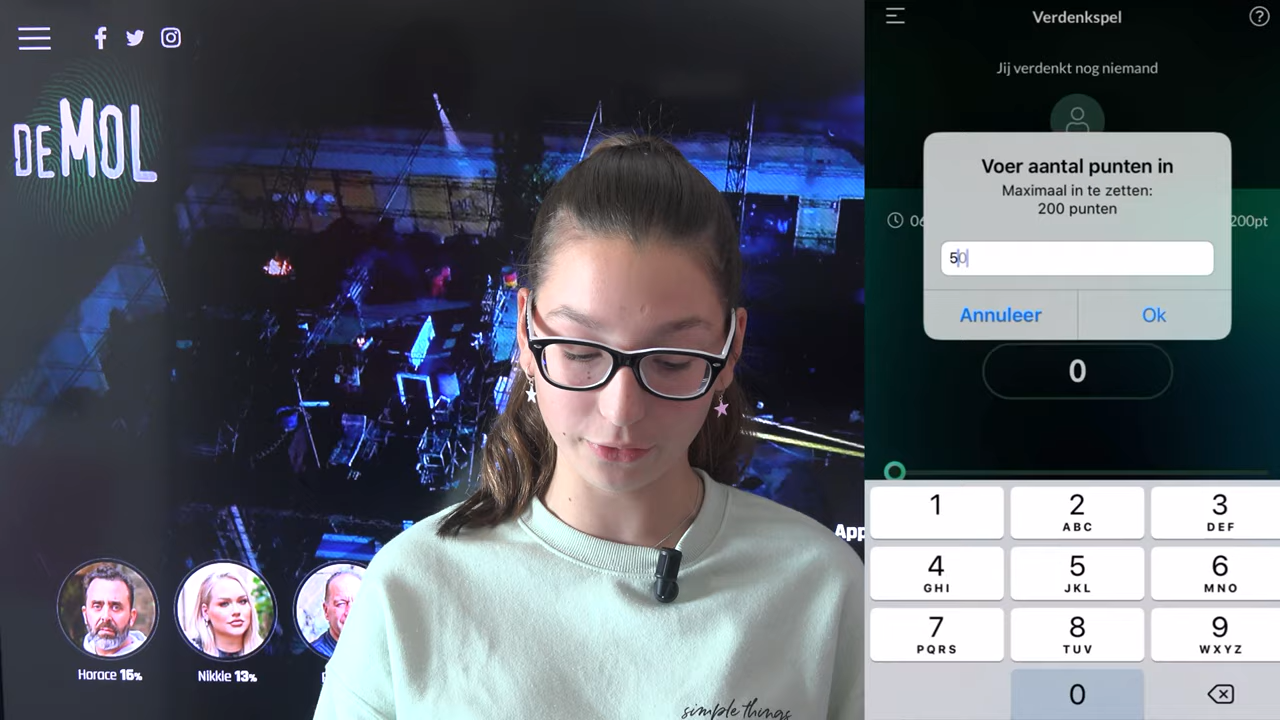 DE MOL
Horace 16%
Nikkie 13%
App
simple things
Verdenkspel
Jij verdenkt nog niemand
06
200pt
Voer aantal punten in
Maximaal in te zetten:
200 punten
50
Annuleer
Ok
0
1
2
ABC
3
DEF
4
GHI
5
JKL
6
MNO
7
PQRS
8
TUV
9
WXYZ
0